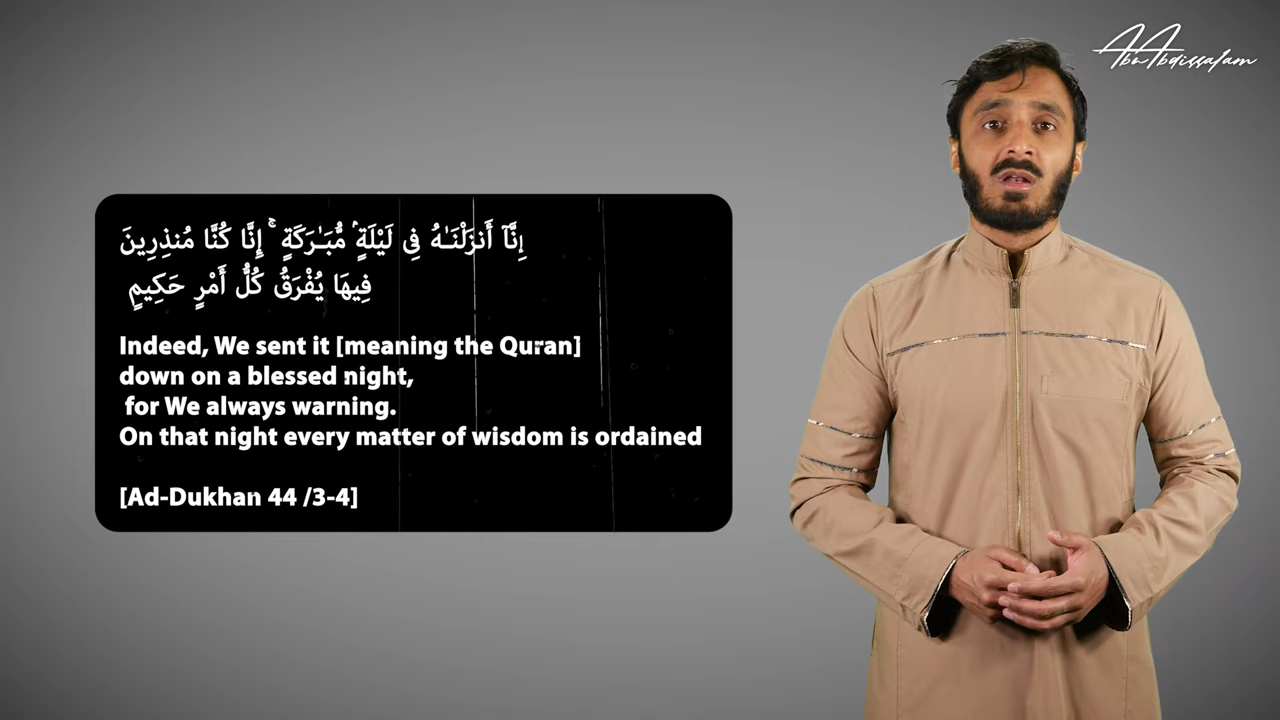 AbuAbdissalam
إِنَّآ أَنزَلْنَـٰهُ فِى لَيْلَةٍ مُّبَـٰرَكَةٍ ۚ إِنَّا كُنَّا مُنذِرِينَ
فِيهَا يُفْرَقُ كُلُّ أَمْرٍ حَكِيمٍ
Indeed, We sent it [meaning the Quran]
down on a blessed night,
for We always warning.
On that night every matter of wisdom is ordained
[Ad-Dukhan 44 /3-4]